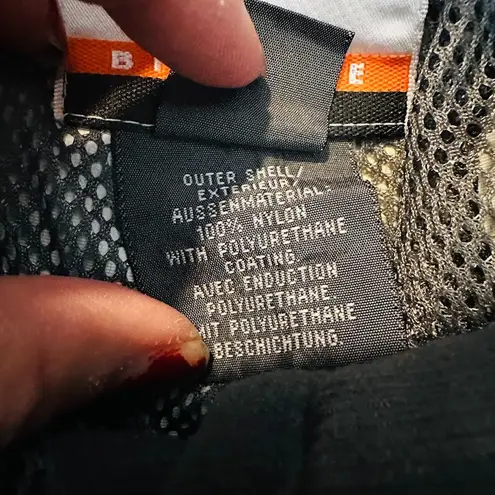 B
R
OUTER SHELL/
EXTERIEUR/
AUSSENMATERIAL:
100% NYLON
WITH POLYURETHANE
COATING.
AVEC ENDUCTION
POLYURETHANE
MIT POLYURETHANE
BESCHICHTUNG.